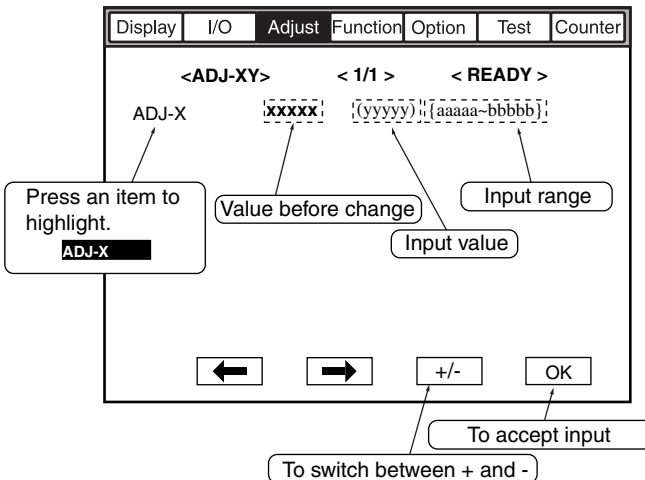 Display I/O Adjust Function Option Test Counter
<ADJ-XY> < 1/1 > < READY >
ADJ-X xxxxx (yyyyy) {aaaaa~bbbbb}
Press an item to
highlight.
ADJ-X
Value before change
Input range
Input value
+/- OK
To accept input
To switch between + and -